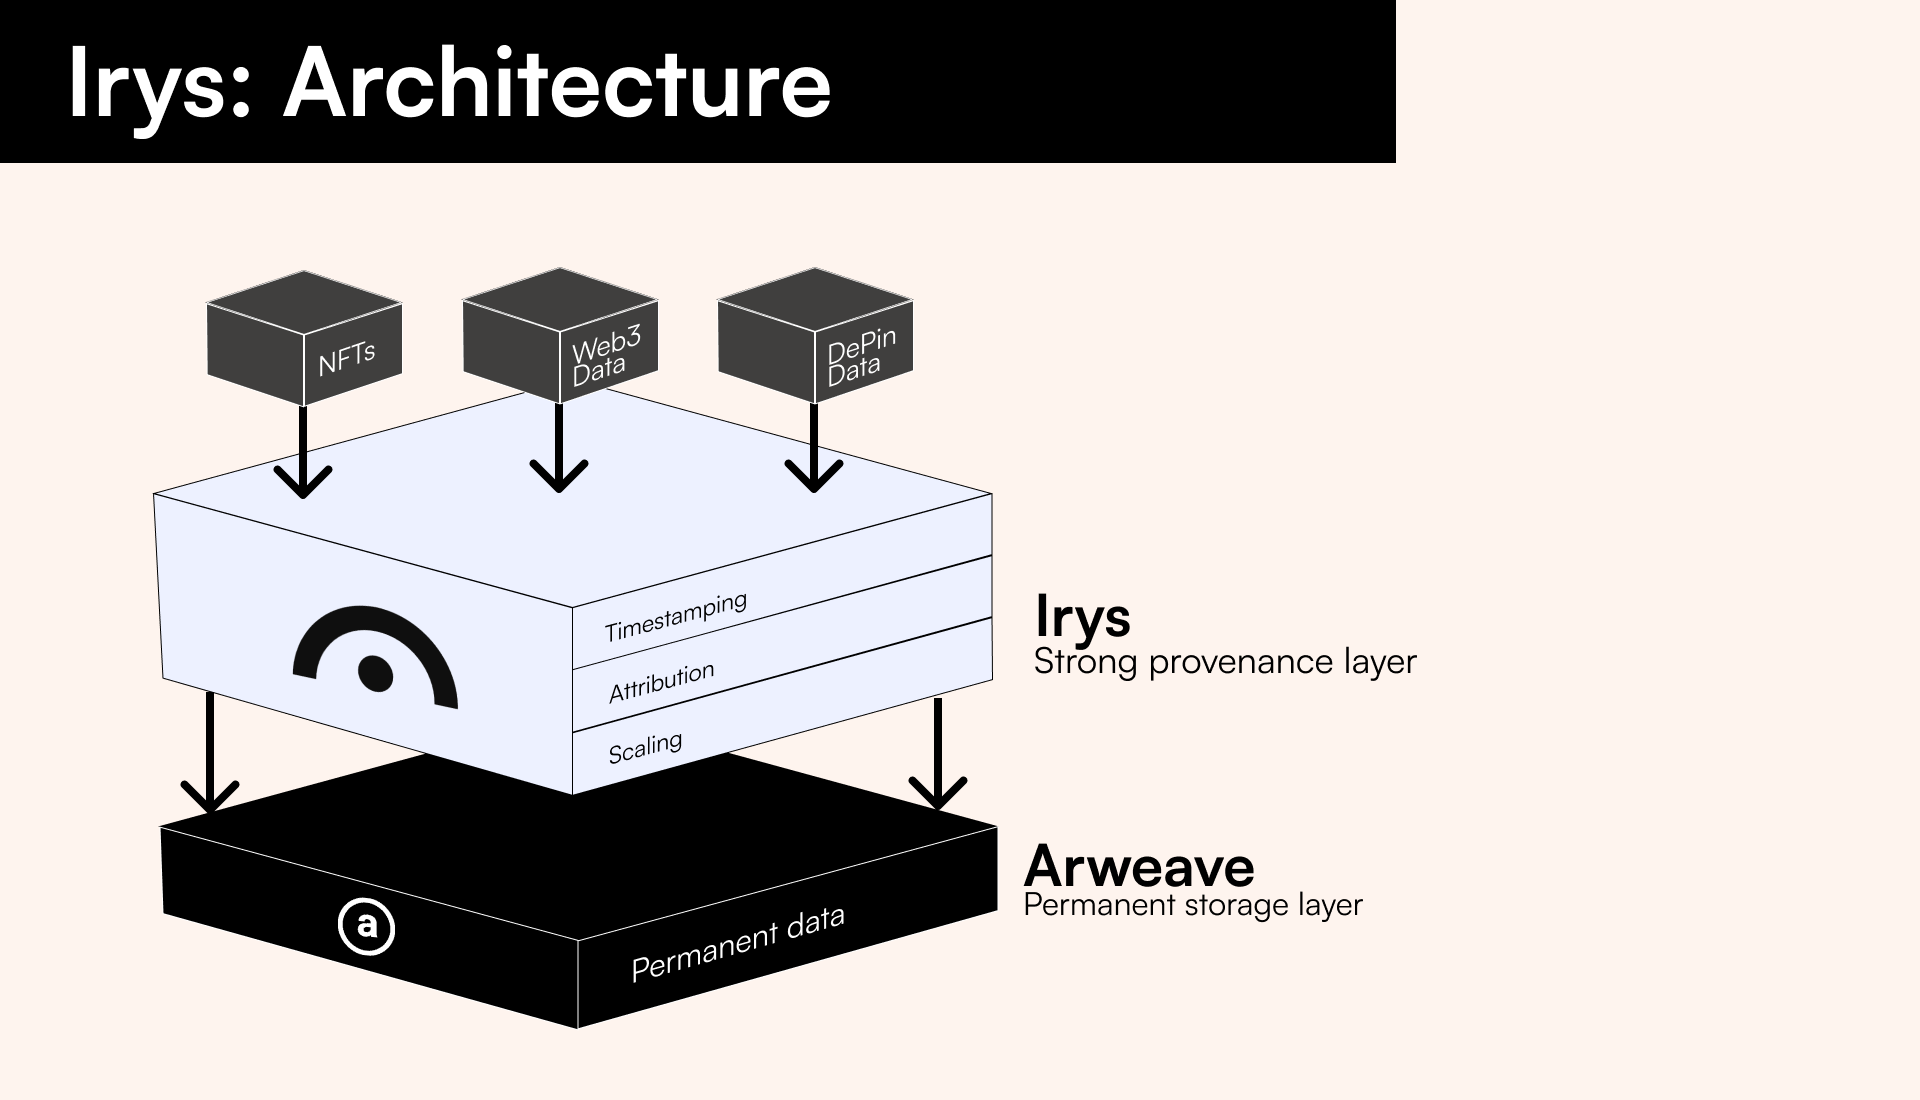 Irys: Architecture
NFTs
Web3
Data
DePin
Data
Timestamping
Attribution
Scaling
Irys
Strong provenance layer
Arweave
Permanent storage layer
a
Permanent data